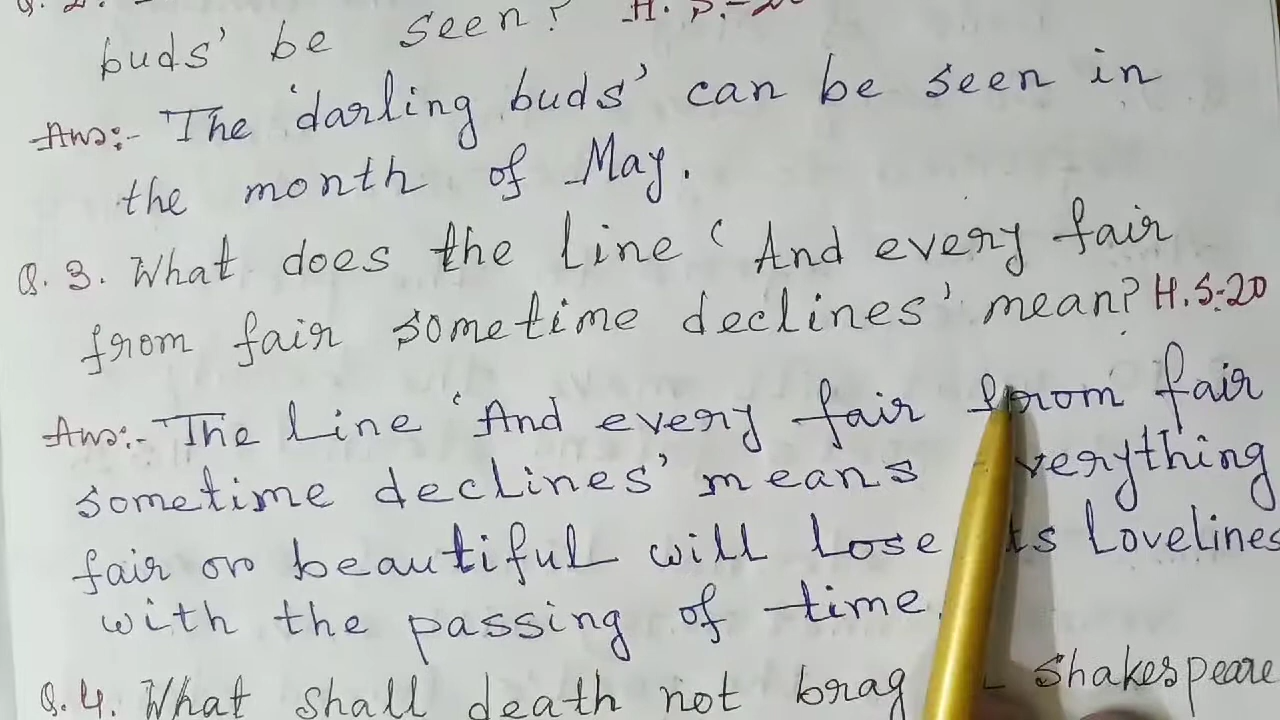 buds' be seen? H.S.-20
Ans:- The 'darling buds' can be seen in
the month of May.
Q.3. What does the line 'And every fair
from fair sometime declines' mean? H.S-20
Ans:- The line 'And every fair from fair
sometime declines' means verything
fair or beautiful will lose ts Lovelines
with the passing of time.
Q.4. What shall death not brag Shakespeare